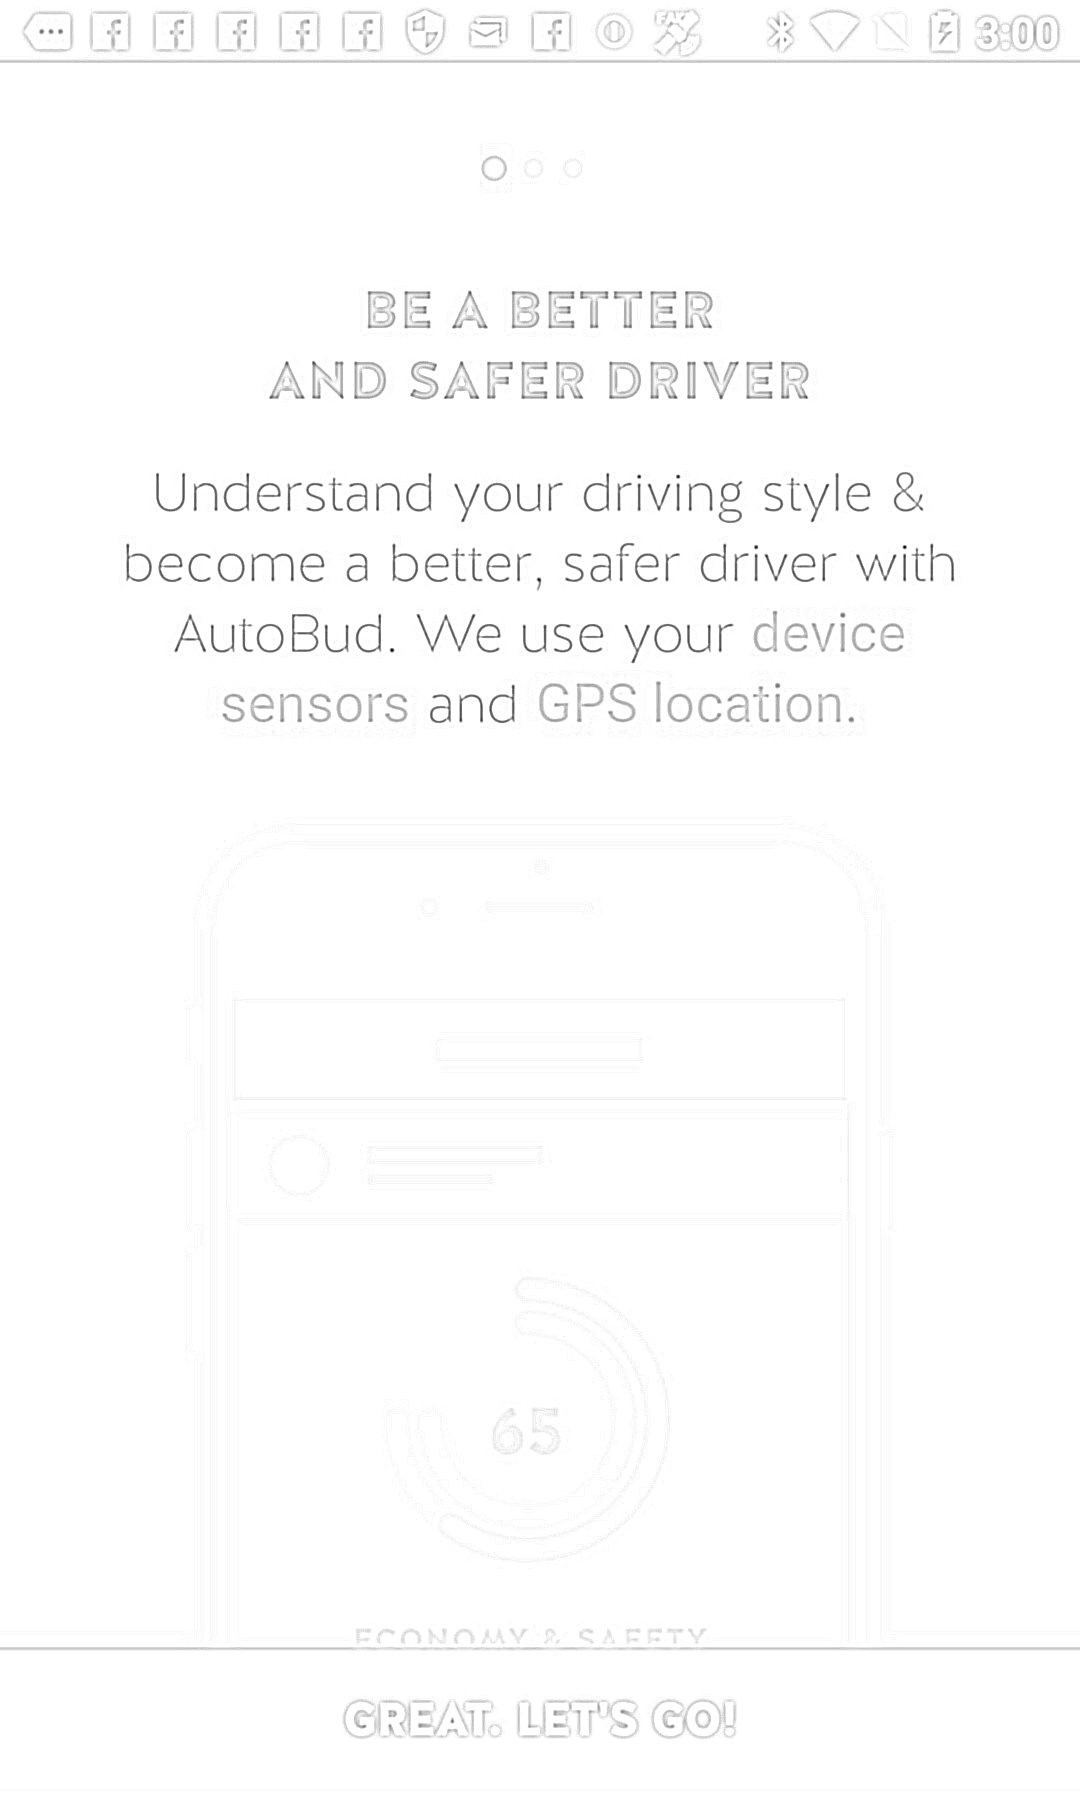 3:00
BE A BETTER
AND SAFER DRIVER
Understand your driving style &
become a better, safer driver with
AutoBud. We use your device
sensors and GPS location.
65
ECONOMY & SAFETY
GREAT. LET'S GO!